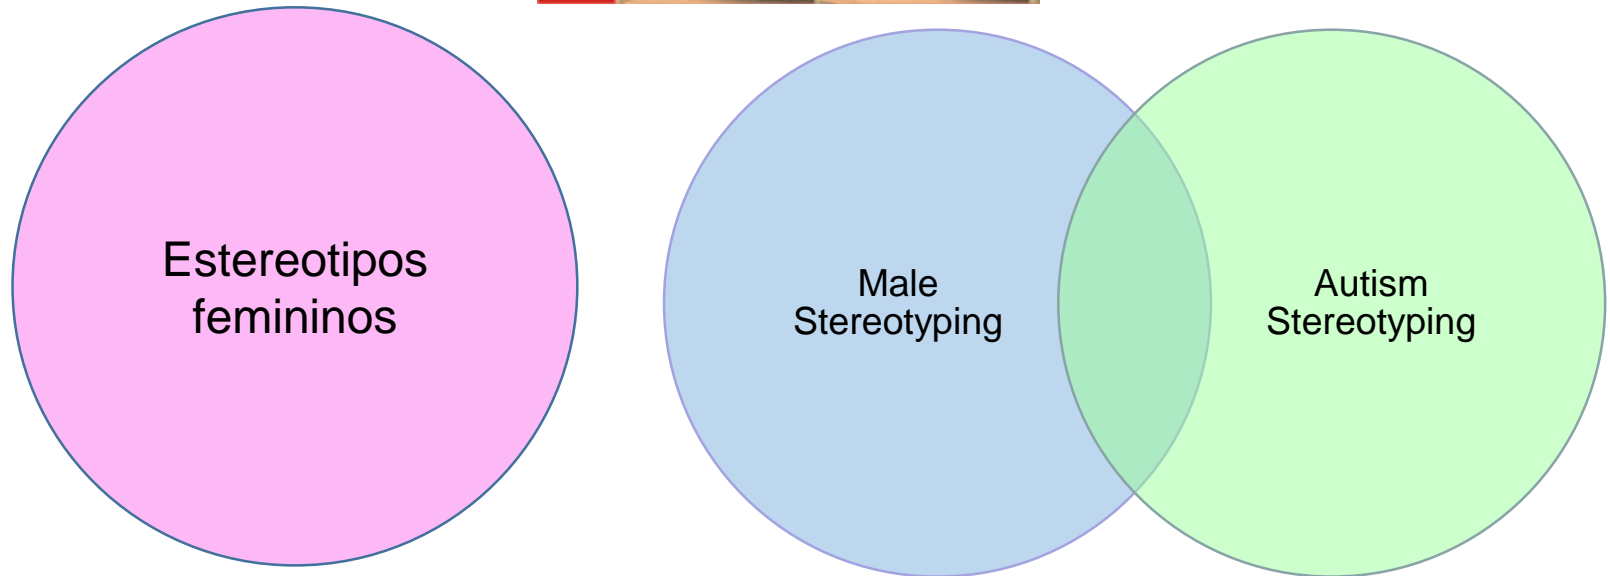 Estereotipos
femininos
Male
Stereotyping
Autism
Stereotyping